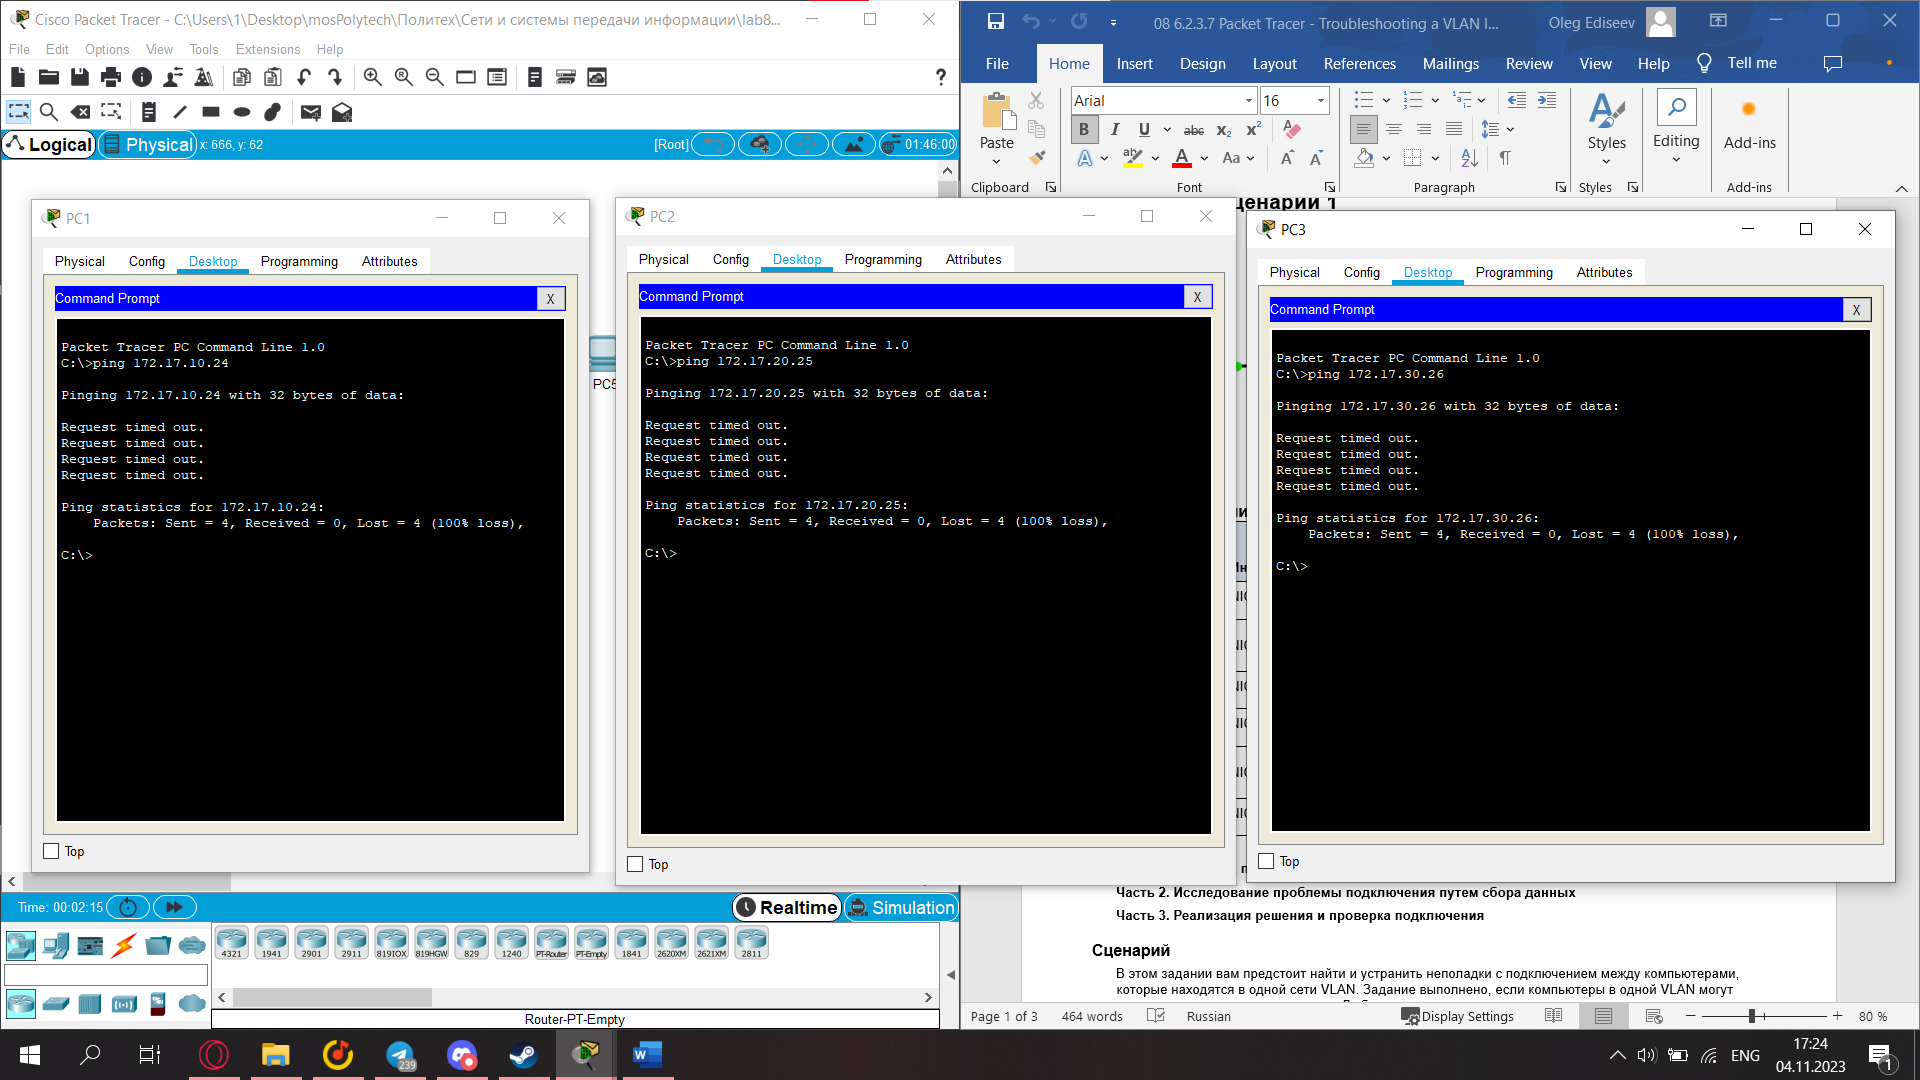 Cisco Packet Tracer - C:\Users\1\Desktop\mosPolytech\Политех\Сети и системы передачи информации\lab8...
File Edit Options View Tools Extensions Help
Logical Physical x: 666, y: 62 [Root] 01:46:00
PC1
Physical Config Desktop Programming Attributes
Command Prompt X
Packet Tracer PC Command Line 1.0
C:\>ping 172.17.10.24
Pinging 172.17.10.24 with 32 bytes of data:
Request timed out.
Request timed out.
Request timed out.
Request timed out.
Ping statistics for 172.17.10.24:
Packets: Sent = 4, Received = 0, Lost = 4 (100% loss),
C:\>
Top
PC2
Physical Config Desktop Programming Attributes
Command Prompt X
Packet Tracer PC Command Line 1.0
C:\>ping 172.17.20.25
Pinging 172.17.20.25 with 32 bytes of data:
Request timed out.
Request timed out.
Request timed out.
Request timed out.
Ping statistics for 172.17.20.25:
Packets: Sent = 4, Received = 0, Lost = 4 (100% loss),
C:\>
Top
Time: 00:02:15 Realtime Simulation
4321 1941 2901 2911 819IOX 819HGW 829 1240 PT-Router PT-Empty 1841 2620XM 2621XM 2811
Router-PT-Empty
08 6.2.3.7 Packet Tracer - Troubleshooting a VLAN I... Oleg Ediseev
File Home Insert Design Layout References Mailings Review View Help Tell me
Arial 16
Paste Styles Editing Add-ins
Clipboard Font Paragraph Styles Add-ins
ценарий 1
PC3
Physical Config Desktop Programming Attributes
Command Prompt X
Packet Tracer PC Command Line 1.0
C:\>ping 172.17.30.26
Pinging 172.17.30.26 with 32 bytes of data:
Request timed out.
Request timed out.
Request timed out.
Request timed out.
Ping statistics for 172.17.30.26:
Packets: Sent = 4, Received = 0, Lost = 4 (100% loss),
C:\>
Top
Часть 2. Исследование проблемы подключения путем сбора данных
Часть 3. Реализация решения и проверка подключения
Сценарий
В этом задании вам предстоит найти и устранить неполадки с подключением между компьютерами,
которые находятся в одной сети VLAN. Задание выполнено, если компьютеры в одной VLAN могут
Page 1 of 3 464 words Russian Display Settings 80 %
239 ENG 17:24
04.11.2023 1